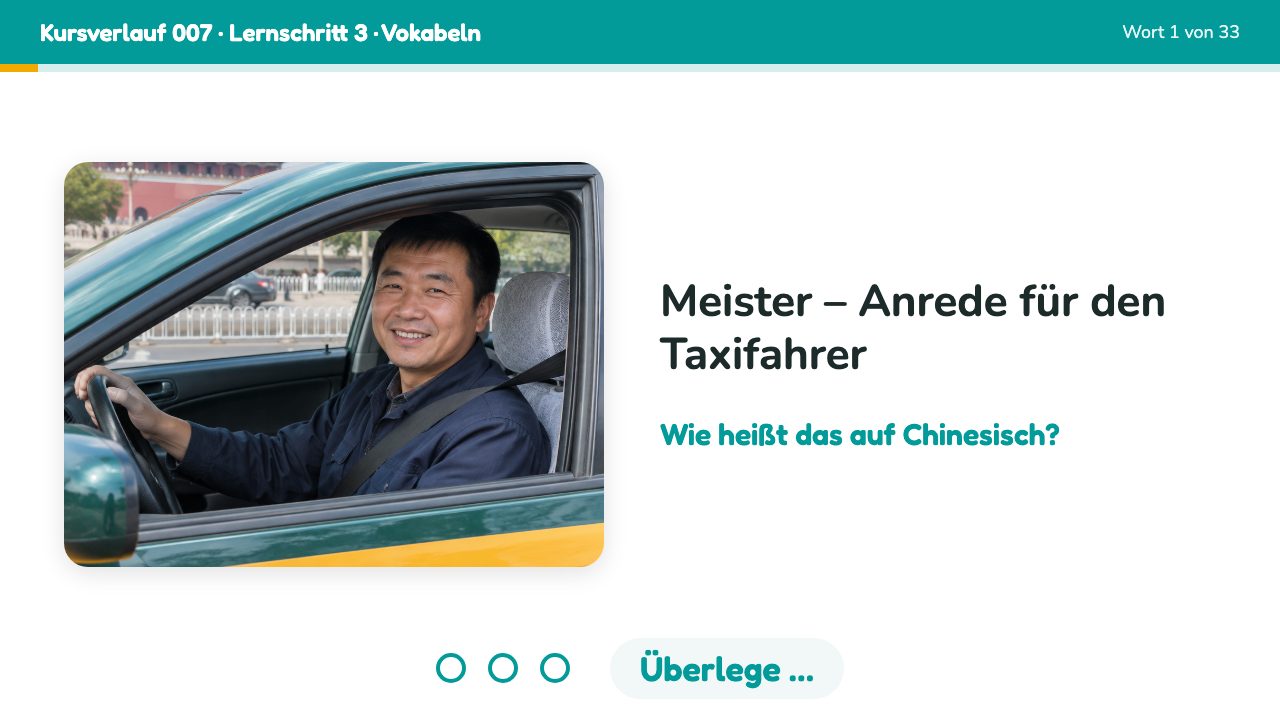 Kursverlauf 007 · Lernschritt 3 · Vokabeln
Wort 1 von 33
Meister – Anrede für den
Taxifahrer
Wie heißt das auf Chinesisch?
Überlege ...